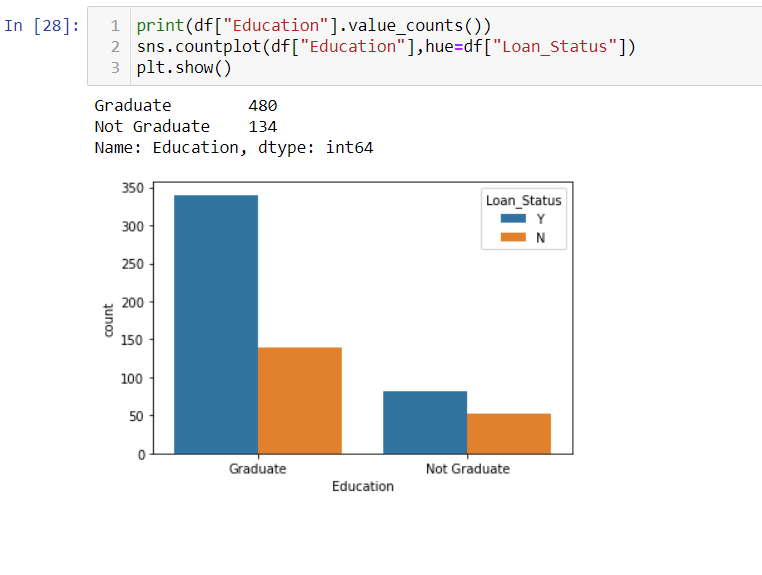 In [28]:
1 print(df["Education"].value_counts())
2 sns.countplot(df["Education"],hue=df["Loan_Status"])
3 plt.show()
Graduate 480
Not Graduate 134
Name: Education, dtype: int64
Loan_Status
Y
N
350
300
250
200
150
100
50
0
count
Graduate Not Graduate
Education